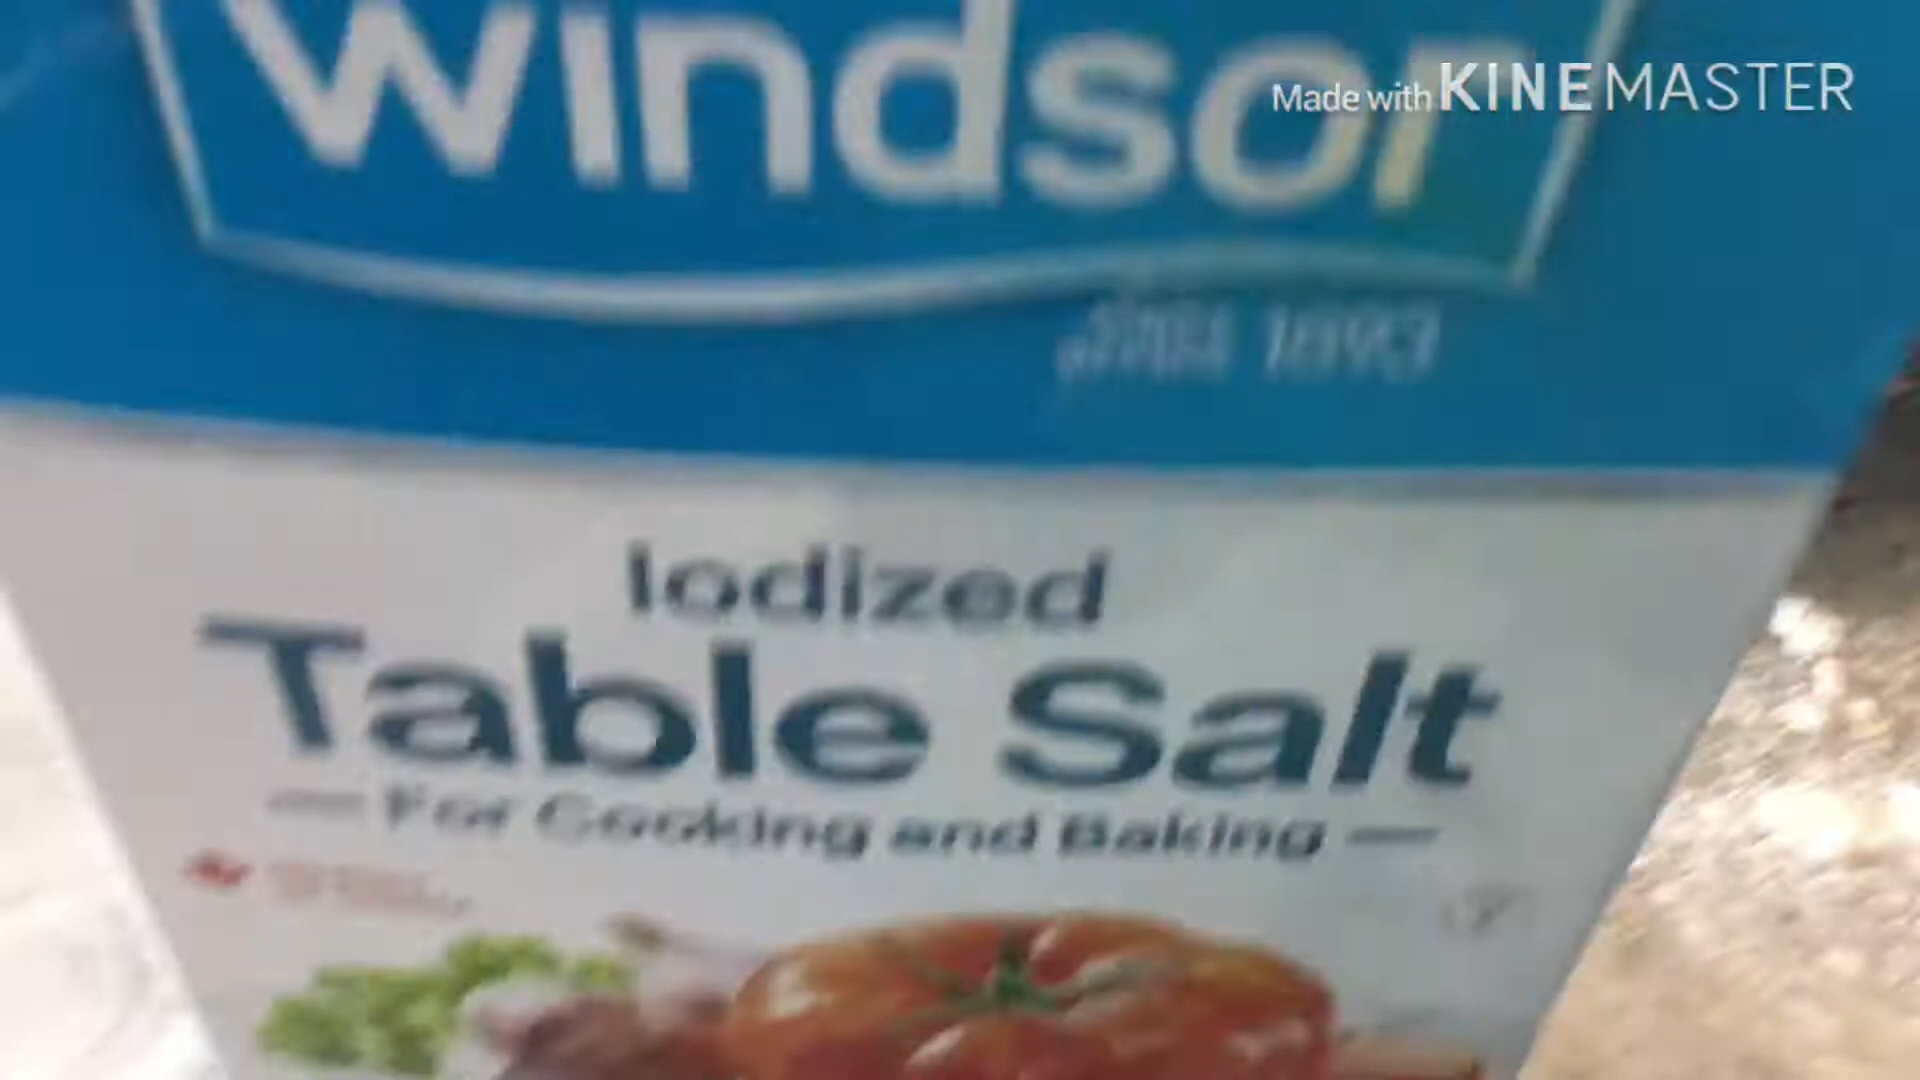 Windsor
Made with KINEMASTER
Iodized
Table Salt
For Cooking and Baking